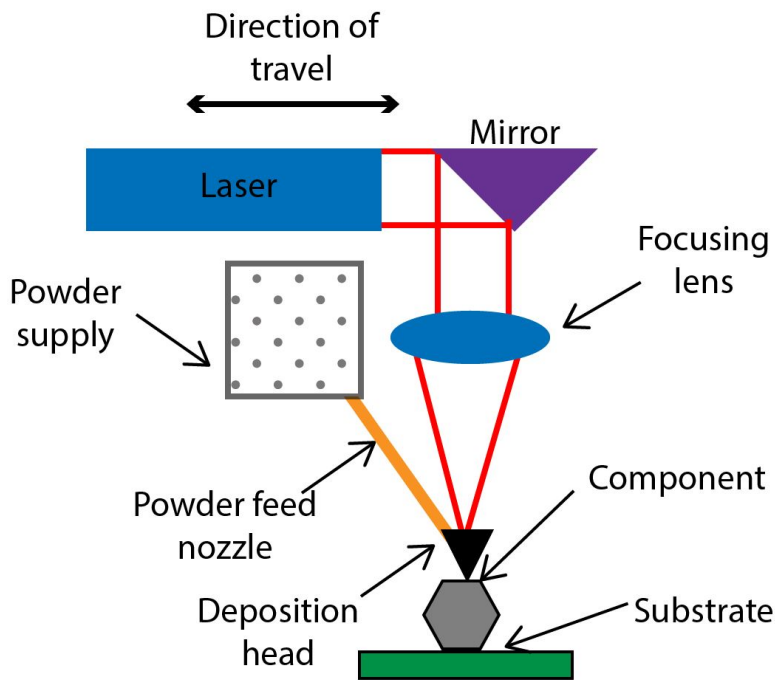 Direction of
travel
Mirror
Laser
Focusing
lens
Powder
supply
Component
Powder feed
nozzle
Deposition
head
Substrate